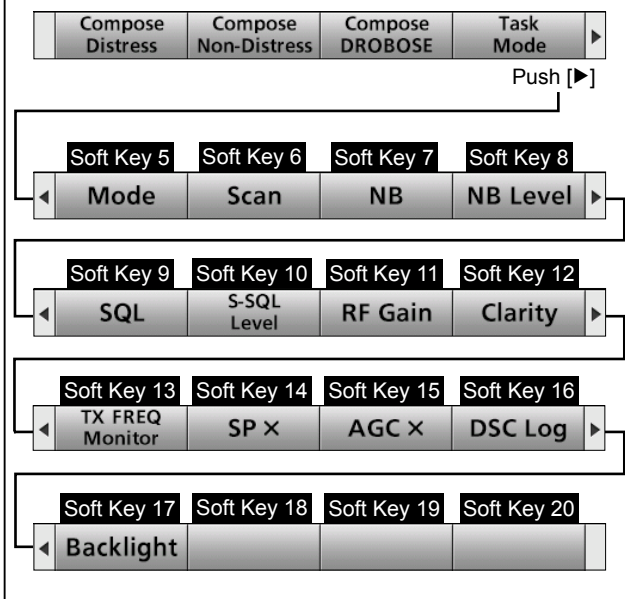 Compose Compose Compose Task
Distress Non-Distress DROBOSE Mode ▶
Push [▶]
Soft Key 5 Soft Key 6 Soft Key 7 Soft Key 8
◀ Mode Scan NB NB Level ▶
Soft Key 9 Soft Key 10 Soft Key 11 Soft Key 12
◀ SQL S-SQL Level RF Gain Clarity ▶
Soft Key 13 Soft Key 14 Soft Key 15 Soft Key 16
◀ TX FREQ Monitor SP × AGC × DSC Log ▶
Soft Key 17 Soft Key 18 Soft Key 19 Soft Key 20
◀ Backlight